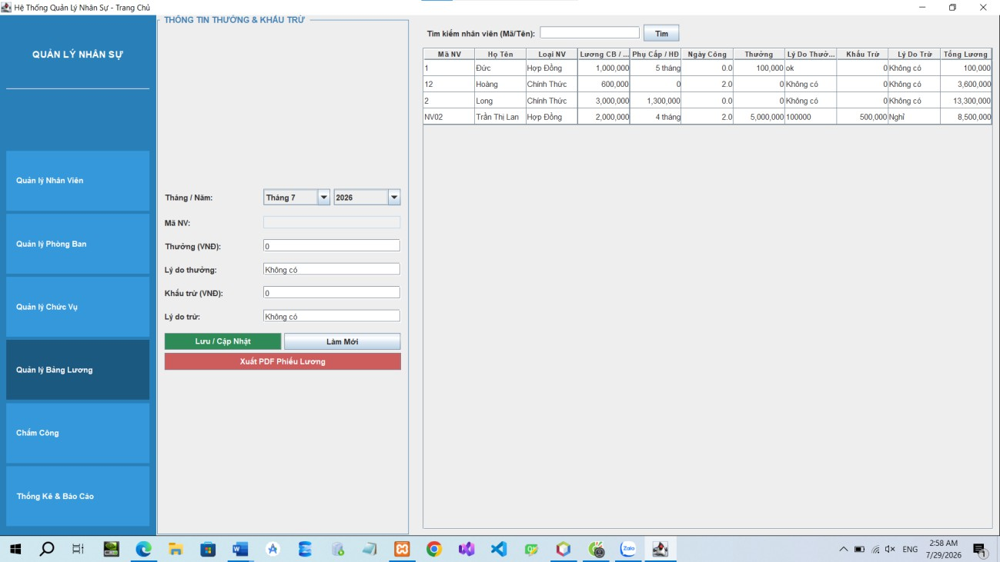 Hệ Thống Quản Lý Nhân Sự - Trang Chủ
QUẢN LÝ NHÂN SỰ
Quản lý Nhân Viên
Quản lý Phòng Ban
Quản lý Chức Vụ
Quản lý Bảng Lương
Chấm Công
Thống Kê & Báo Cáo
THÔNG TIN THƯỞNG & KHẤU TRỪ
Tháng / Năm: Tháng 7 2026
Mã NV:
Thưởng (VNĐ): 0
Lý do thưởng: Không có
Khấu trừ (VNĐ): 0
Lý do trừ: Không có
Lưu / Cập Nhật Làm Mới
Xuất PDF Phiếu Lương
Tìm kiếm nhân viên (Mã/Tên): Tìm
Mã NV Họ Tên Loại NV Lương CB / ... Phụ Cấp / HĐ Ngày Công Thưởng Lý Do Thưở... Khấu Trừ Lý Do Trừ Tổng Lương
1 Đức Hợp Đồng 1,000,000 5 tháng 0.0 100,000 ok 0 Không có 100,000
12 Hoàng Chính Thức 600,000 0 2.0 0 Không có 0 Không có 3,600,000
2 Long Chính Thức 3,000,000 1,300,000 0.0 0 Không có 0 Không có 13,300,000
NV02 Trần Thị Lan Hợp Đồng 2,000,000 4 tháng 2.0 5,000,000 100000 500,000 Nghỉ 8,500,000
Zalo
ENG
2:58 AM
7/29/2026
1